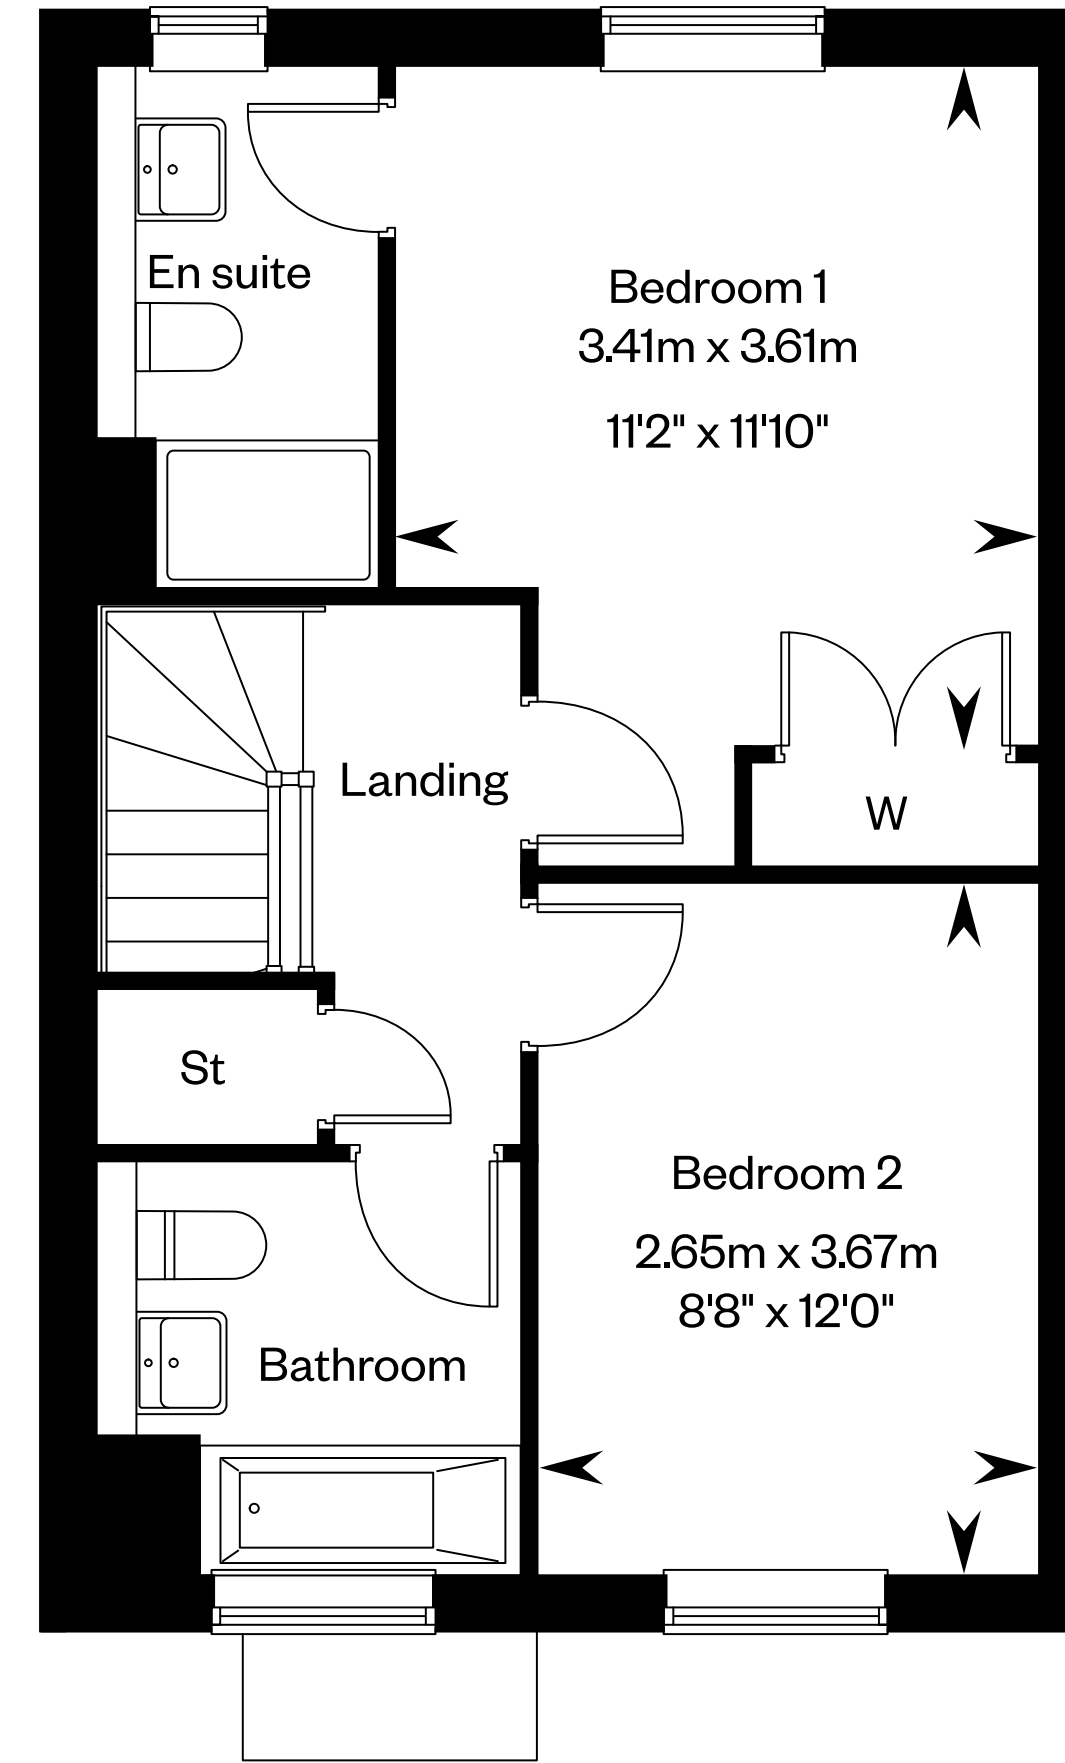 En suite
Bedroom 1
3.41m x 3.61m
11'2" x 11'10"
Landing
W
St
Bedroom 2
2.65m x 3.67m
8'8" x 12'0"
Bathroom